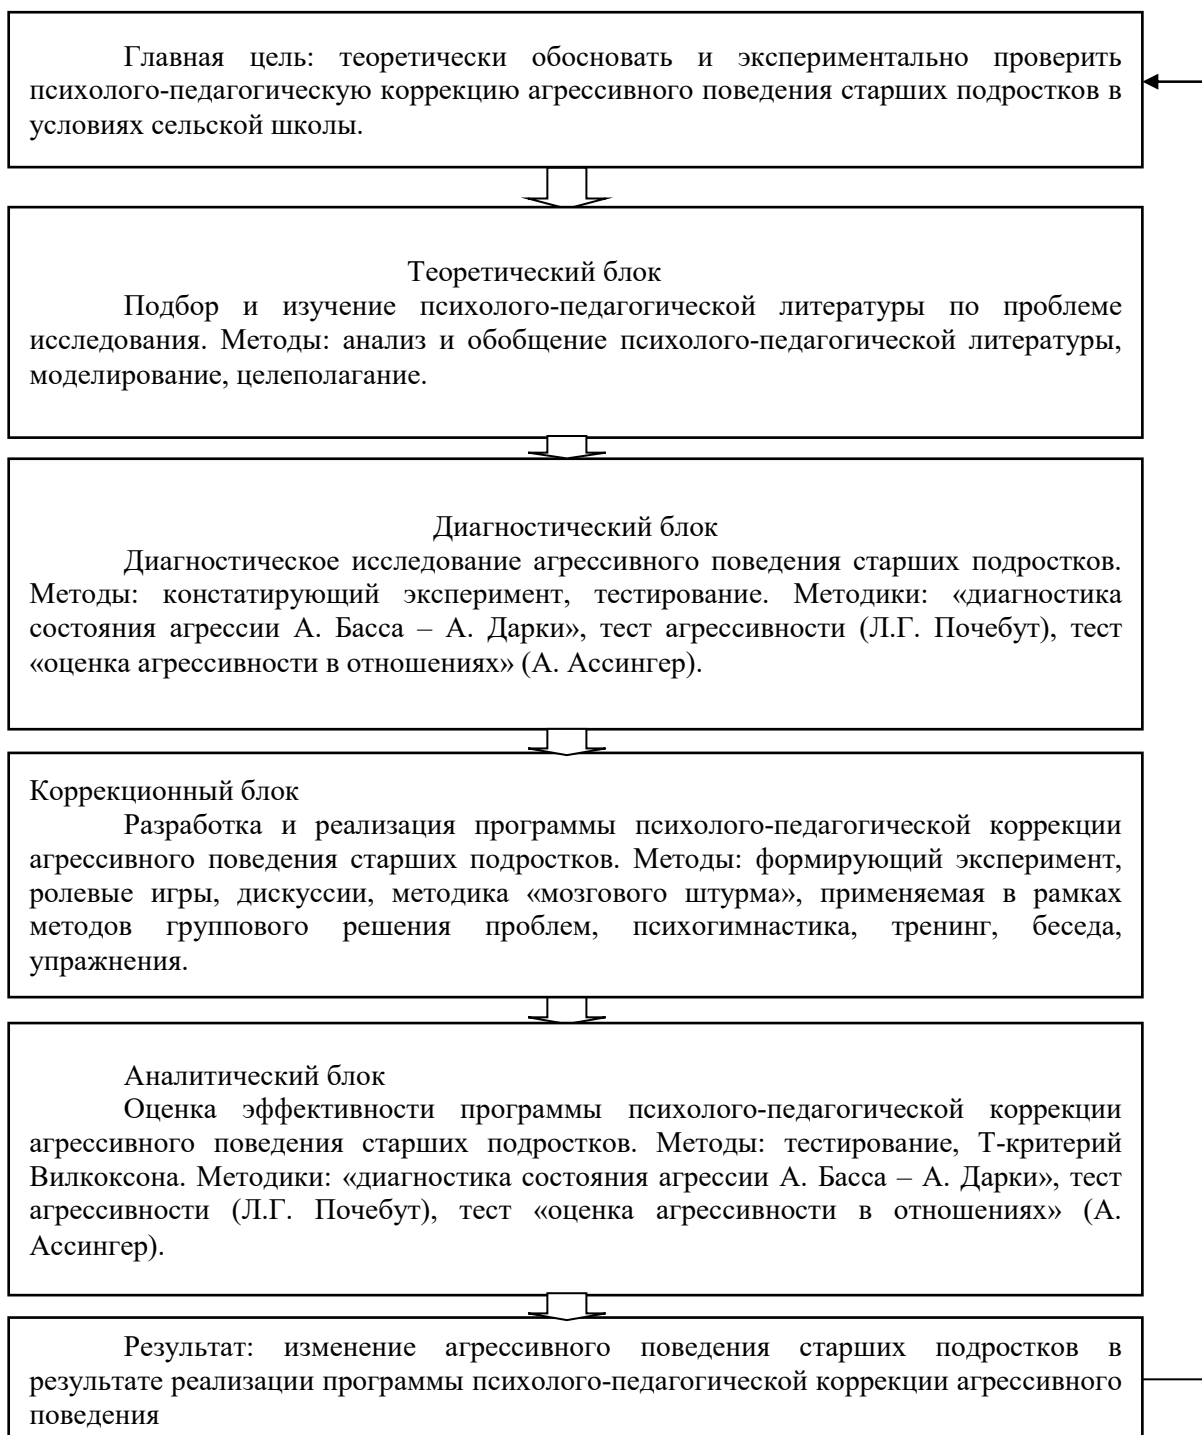 Главная цель: теоретически обосновать и экспериментально проверить
психолого-педагогическую коррекцию агрессивного поведения старших подростков в
условиях сельской школы.
Теоретический блок
Подбор и изучение психолого-педагогической литературы по проблеме
исследования. Методы: анализ и обобщение психолого-педагогической литературы,
моделирование, целеполагание.
Диагностический блок
Диагностическое исследование агрессивного поведения старших подростков.
Методы: констатирующий эксперимент, тестирование. Методики: «диагностика
состояния агрессии А. Басса – А. Дарки», тест агрессивности (Л.Г. Почебут), тест
«оценка агрессивности в отношениях» (А. Ассингер).
Коррекционный блок
Разработка и реализация программы психолого-педагогической коррекции
агрессивного поведения старших подростков. Методы: формирующий эксперимент,
ролевые игры, дискуссии, методика «мозгового штурма», применяемая в рамках
методов группового решения проблем, психогимнастика, тренинг, беседа,
упражнения.
Аналитический блок
Оценка эффективности программы психолого-педагогической коррекции
агрессивного поведения старших подростков. Методы: тестирование, Т-критерий
Вилкоксона. Методики: «диагностика состояния агрессии А. Басса – А. Дарки», тест
агрессивности (Л.Г. Почебут), тест «оценка агрессивности в отношениях» (А.
Ассингер).
Результат: изменение агрессивного поведения старших подростков в
результате реализации программы психолого-педагогической коррекции агрессивного
поведения